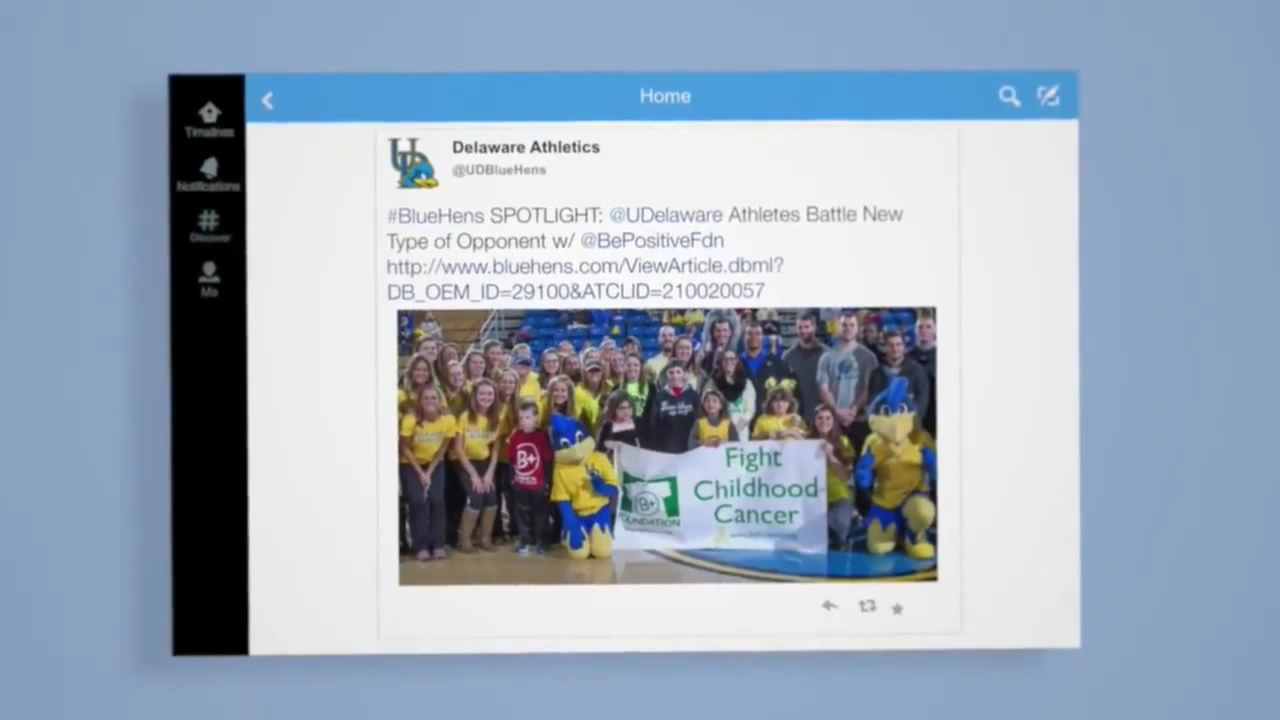 Home
Timelines
Notifications
Discover
Me
Delaware Athletics
@UDBlueHens
#BlueHens SPOTLIGHT: @UDelaware Athletes Battle New
Type of Opponent w/ @BePositiveFdn
http://www.bluehens.com/ViewArticle.dbml?
DB_OEM_ID=29100&ATCLID=210020057
UD
B+
Fight
Childhood
Cancer
B+
FOUNDATION